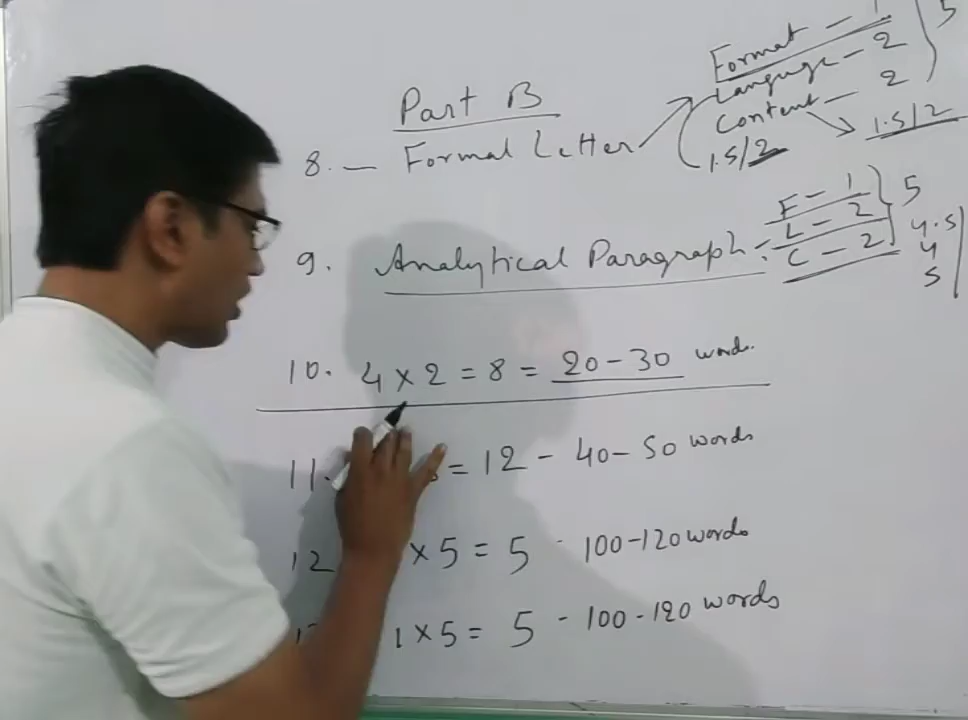 Part B
8. — Formal Letter
Format — 1
Language — 2
Content — 2
5
1.5/2
1.5/2
9. Analytical Paragraph :-
F — 1
L — 2
C — 2
5
4.5
4
5
10. 4 × 2 = 8 = 20 - 30 words.
11. = 12 - 40 - 50 words
12 × 5 = 5 - 100 - 120 words
1 × 5 = 5 - 100 - 120 words